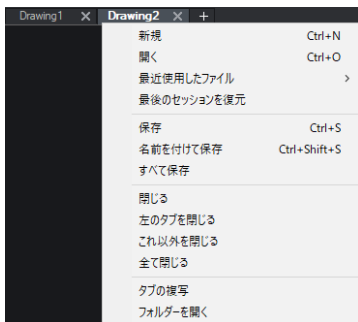 Drawing1 × Drawing2 × +
新規 Ctrl+N
開く Ctrl+O
最近使用したファイル >
最後のセッションを復元
保存 Ctrl+S
名前を付けて保存 Ctrl+Shift+S
すべて保存
閉じる
左のタブを閉じる
これ以外を閉じる
全て閉じる
タブの複写
フォルダーを開く